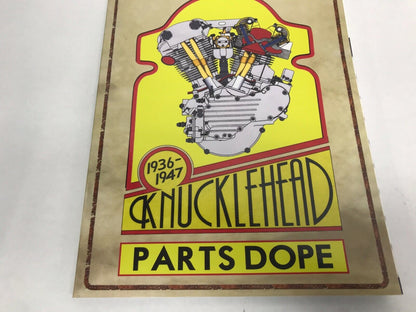 1936-
1947
KNUCKLEHEAD
PARTS DOPE